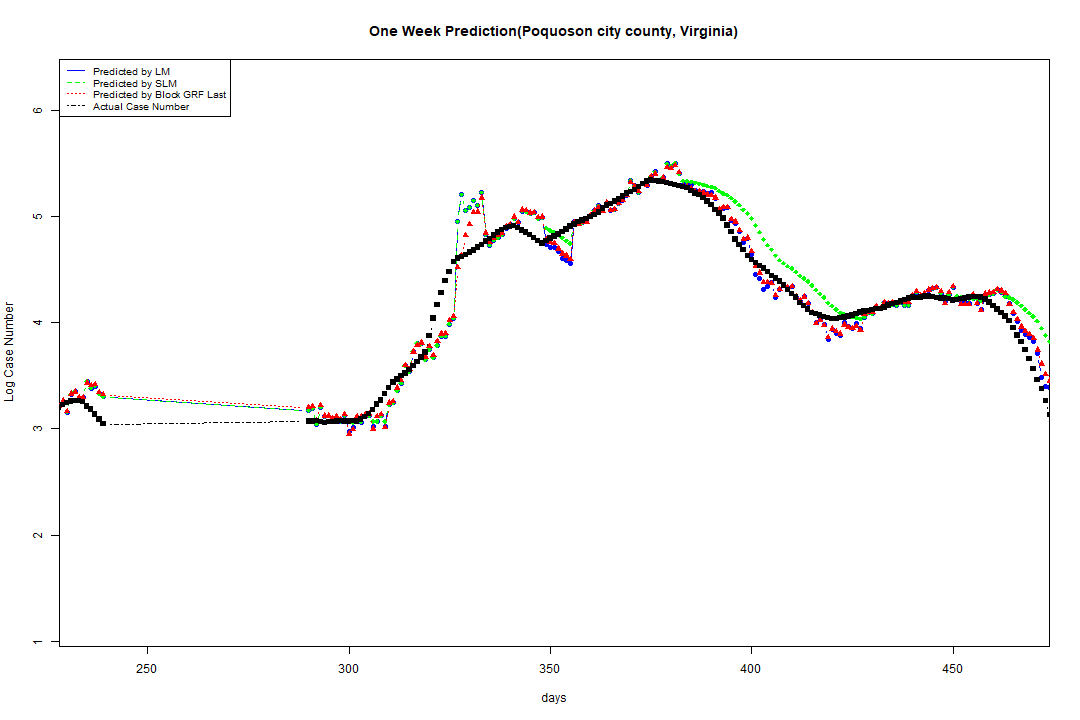 One Week Prediction(Poquoson city county, Virginia)
Predicted by LM
Predicted by SLM
Predicted by Block GRF Last
Actual Case Number
6
5
4
3
2
1
Log Case Number
250
300
350
400
450
days